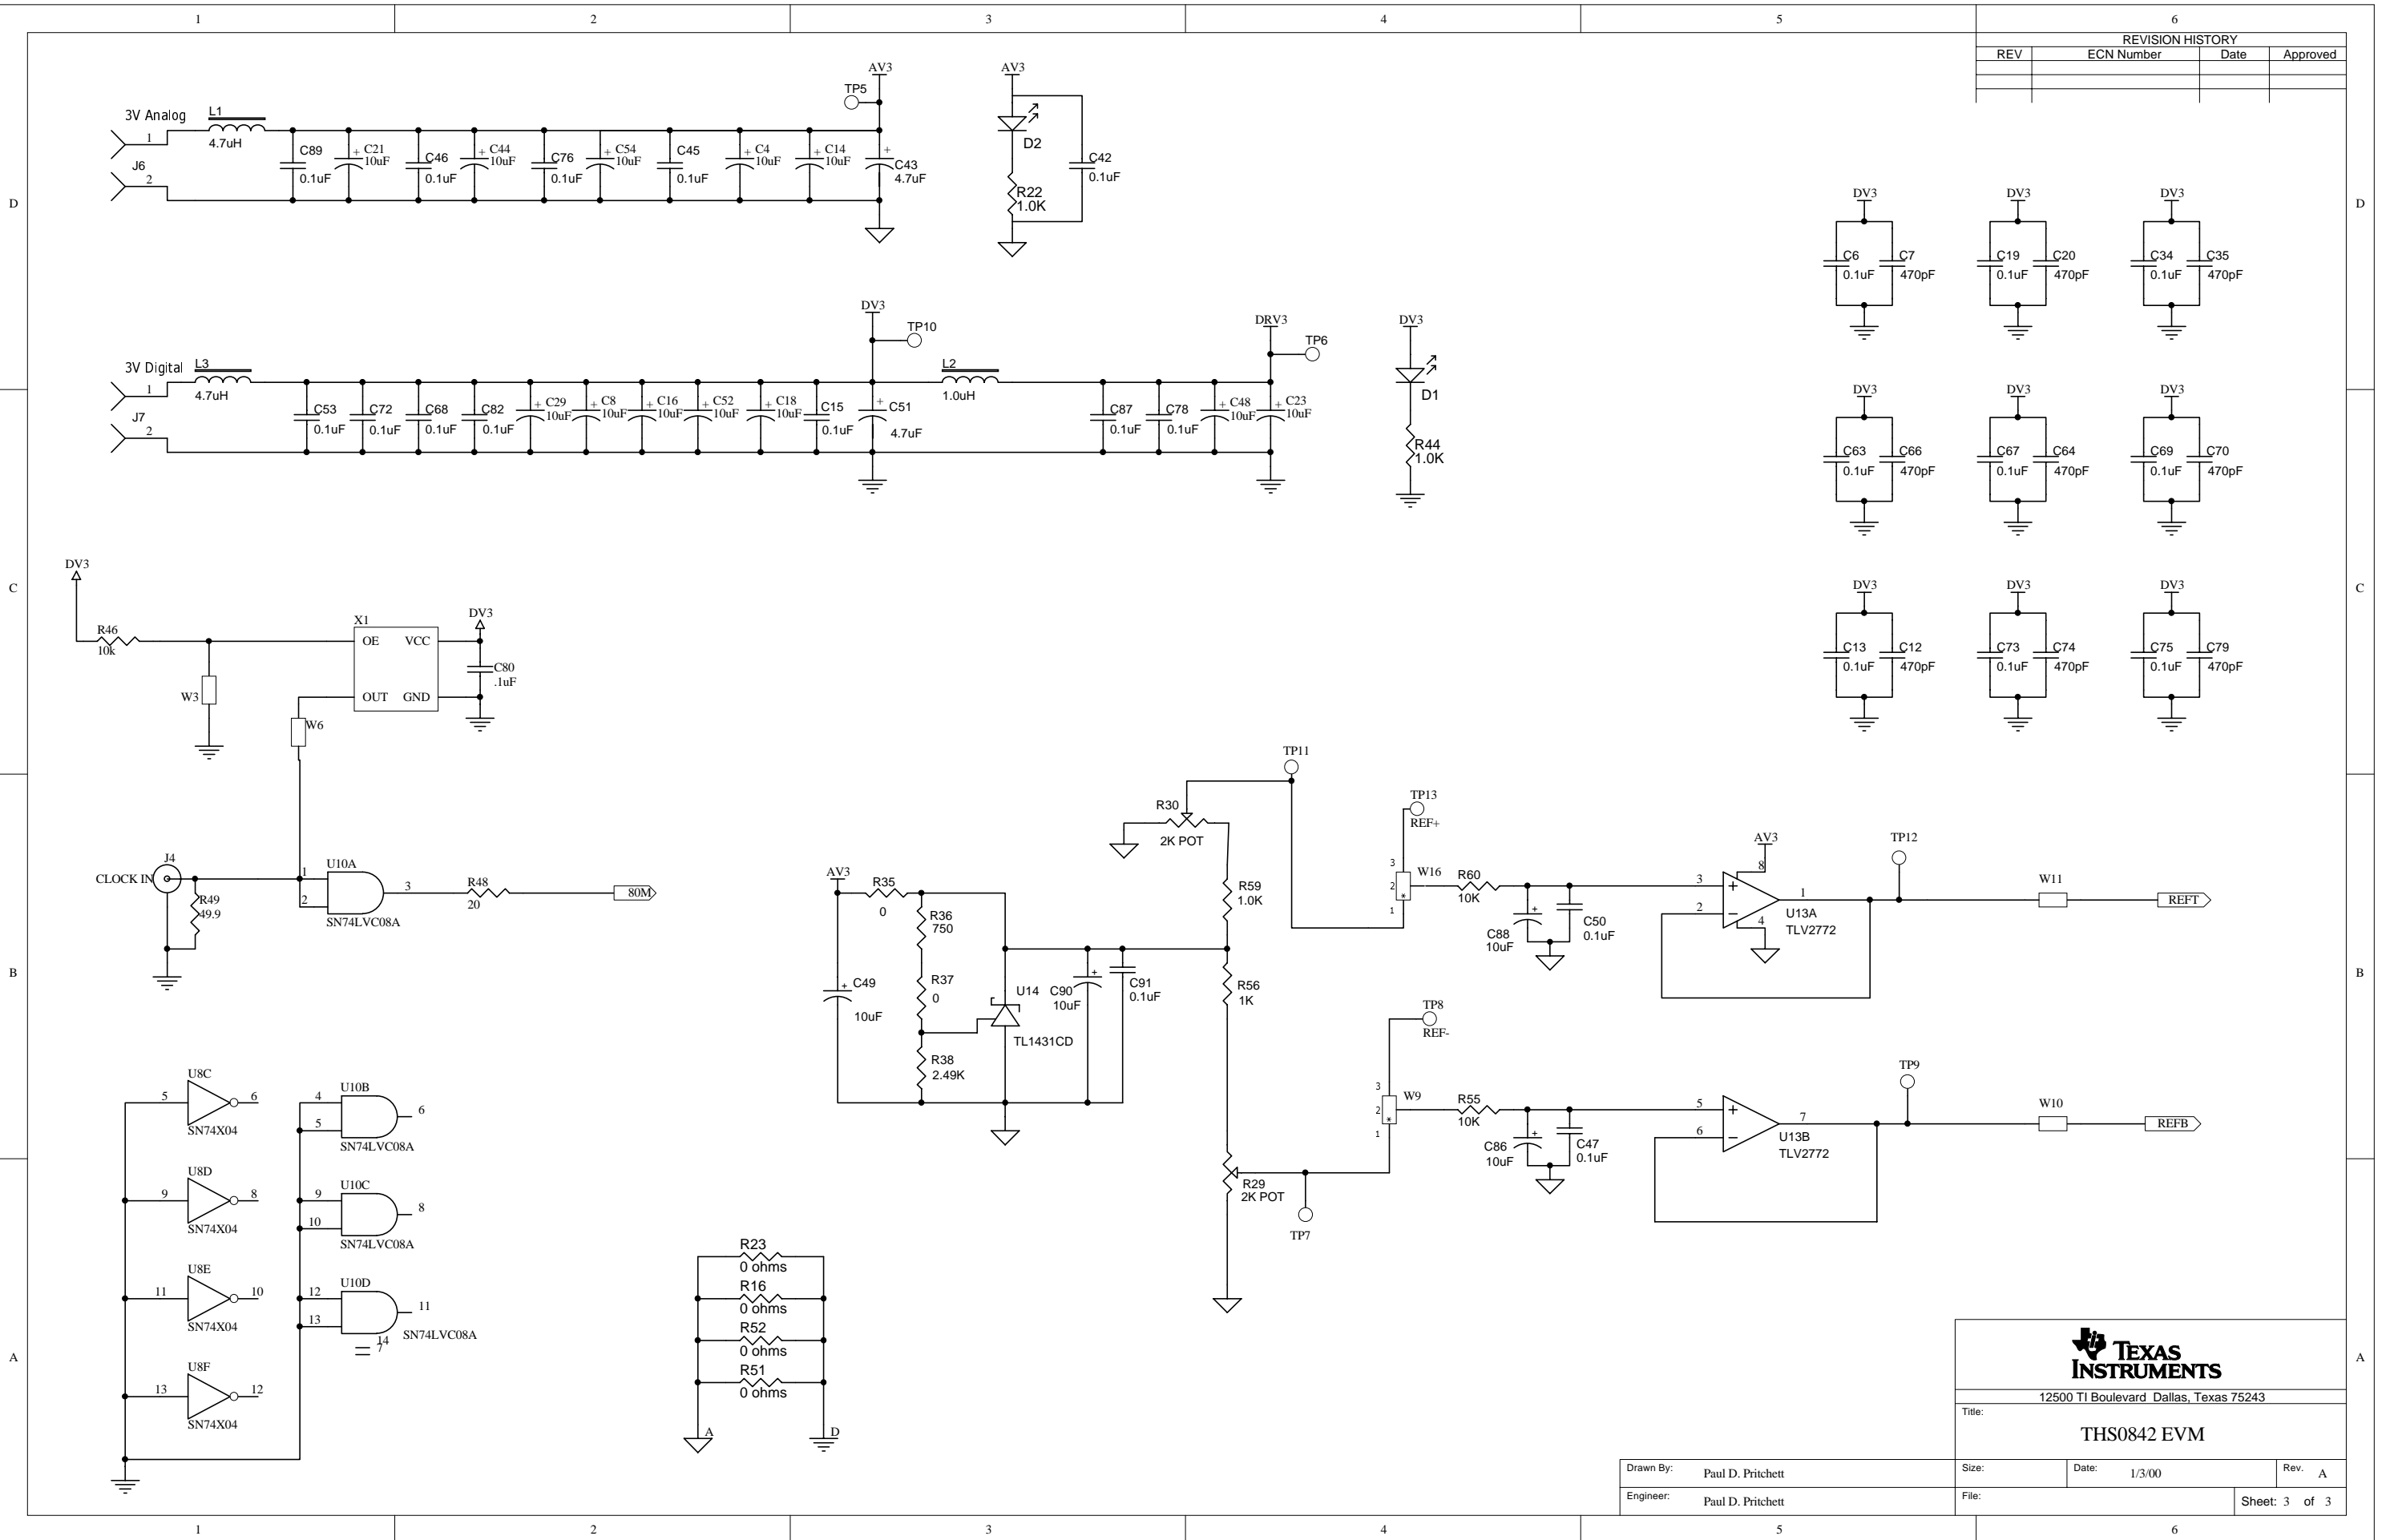 1 2 3 4 5 6
REVISION HISTORY
REV ECN Number Date Approved
D D
C C
B B
A A
3V Analog
J6
1
2
L1
4.7uH
C89
0.1uF
+ C21
10uF
C46
0.1uF
+ C44
10uF
C76
0.1uF
+ C54
10uF
C45
0.1uF
+ C4
10uF
+ C14
10uF
+
C43
4.7uF
TP5
AV3
AV3
D2
R22
1.0K
C42
0.1uF
3V Digital
J7
1
2
L3
4.7uH
C53
0.1uF
C72
0.1uF
C68
0.1uF
C82
0.1uF
+ C29
10uF
+ C8
10uF
+ C16
10uF
+ C52
10uF
+ C18
10uF
C15
0.1uF
+
C51
4.7uF
DV3
TP10
L2
1.0uH
C87
0.1uF
C78
0.1uF
+ C48
10uF
+ C23
10uF
DRV3
TP6
DV3
D1
R44
1.0K
DV3
C6
0.1uF
C7
470pF
DV3
C19
0.1uF
C20
470pF
DV3
C34
0.1uF
C35
470pF
DV3
C63
0.1uF
C66
470pF
DV3
C67
0.1uF
C64
470pF
DV3
C69
0.1uF
C70
470pF
DV3
C13
0.1uF
C12
470pF
DV3
C73
0.1uF
C74
470pF
DV3
C75
0.1uF
C79
470pF
DV3
R46
10k
W3
X1
OE VCC
OUT GND
DV3
C80
.1uF
W6
J4
CLOCK IN
R49
49.9
U10A
1
2
3
SN74LVC08A
R48
20
80M
U8C
5 6
SN74X04
U8D
9 8
SN74X04
U8E
11 10
SN74X04
U8F
13 12
SN74X04
U10B
4
5
6
SN74LVC08A
U10C
9
10
8
SN74LVC08A
U10D
12
13
11
14
7
SN74LVC08A
R23
0 ohms
R16
0 ohms
R52
0 ohms
R51
0 ohms
A D
AV3
R35
0
+ C49
10uF
R36
750
R37
0
R38
2.49K
U14
TL1431CD
+
C90
10uF
C91
0.1uF
R30
2K POT
R59
1.0K
R56
1K
R29
2K POT
TP11
TP7
TP13
REF+
3
2
*
1
W16
R60
10K
+
C88
10uF
C50
0.1uF
AV3
8
3
+
2
−
1
4
U13A
TLV2772
TP12
W11
REFT
TP8
REF-
3
2
*
1
W9
R55
10K
+
C86
10uF
C47
0.1uF
5
+
6
−
7
U13B
TLV2772
TP9
W10
REFB
TEXAS
INSTRUMENTS
12500 TI Boulevard Dallas, Texas 75243
Title:
THS0842 EVM
Drawn By: Paul D. Pritchett
Size: Date: 1/3/00 Rev. A
Engineer: Paul D. Pritchett
File: Sheet: 3 of 3
1 2 3 4 5 6